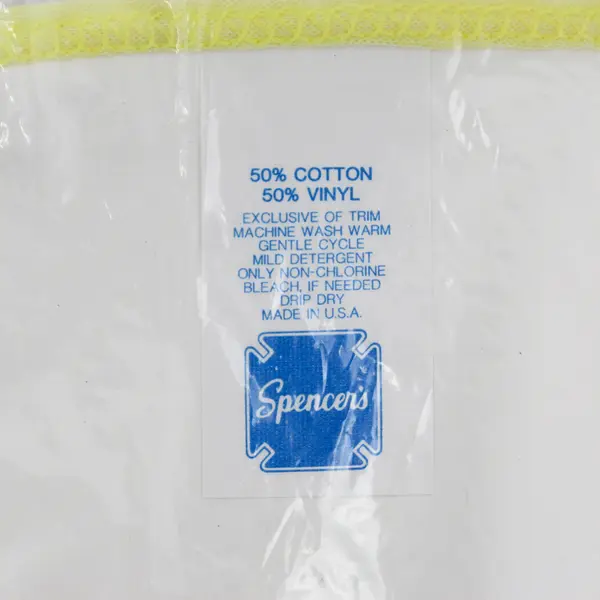 50% COTTON
50% VINYL
EXCLUSIVE OF TRIM
MACHINE WASH WARM
GENTLE CYCLE
MILD DETERGENT
ONLY NON-CHLORINE
BLEACH, IF NEEDED
DRIP DRY
MADE IN U.S.A.
Spencer's